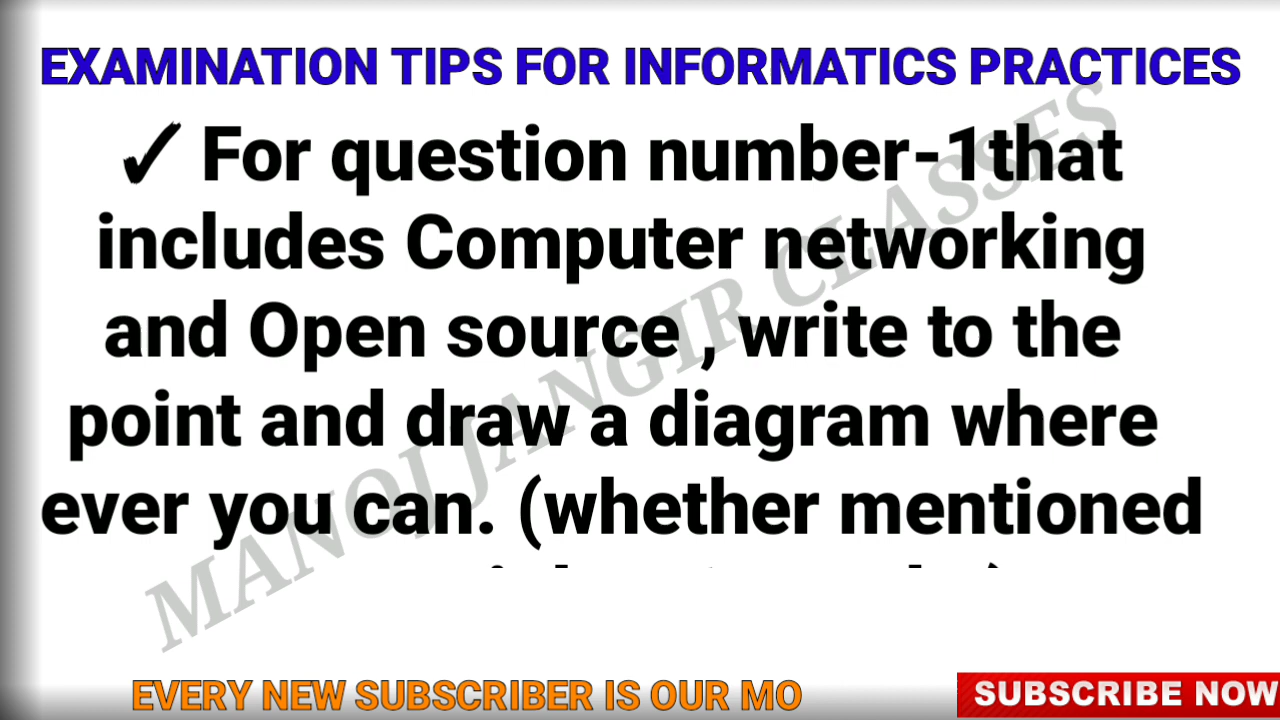 EXAMINATION TIPS FOR INFORMATICS PRACTICES
✓ For question number-1that
includes Computer networking
and Open source , write to the
point and draw a diagram where
ever you can. (whether mentioned
MANOJ JANGIR CLASSES
EVERY NEW SUBSCRIBER IS OUR MO
SUBSCRIBE NOW